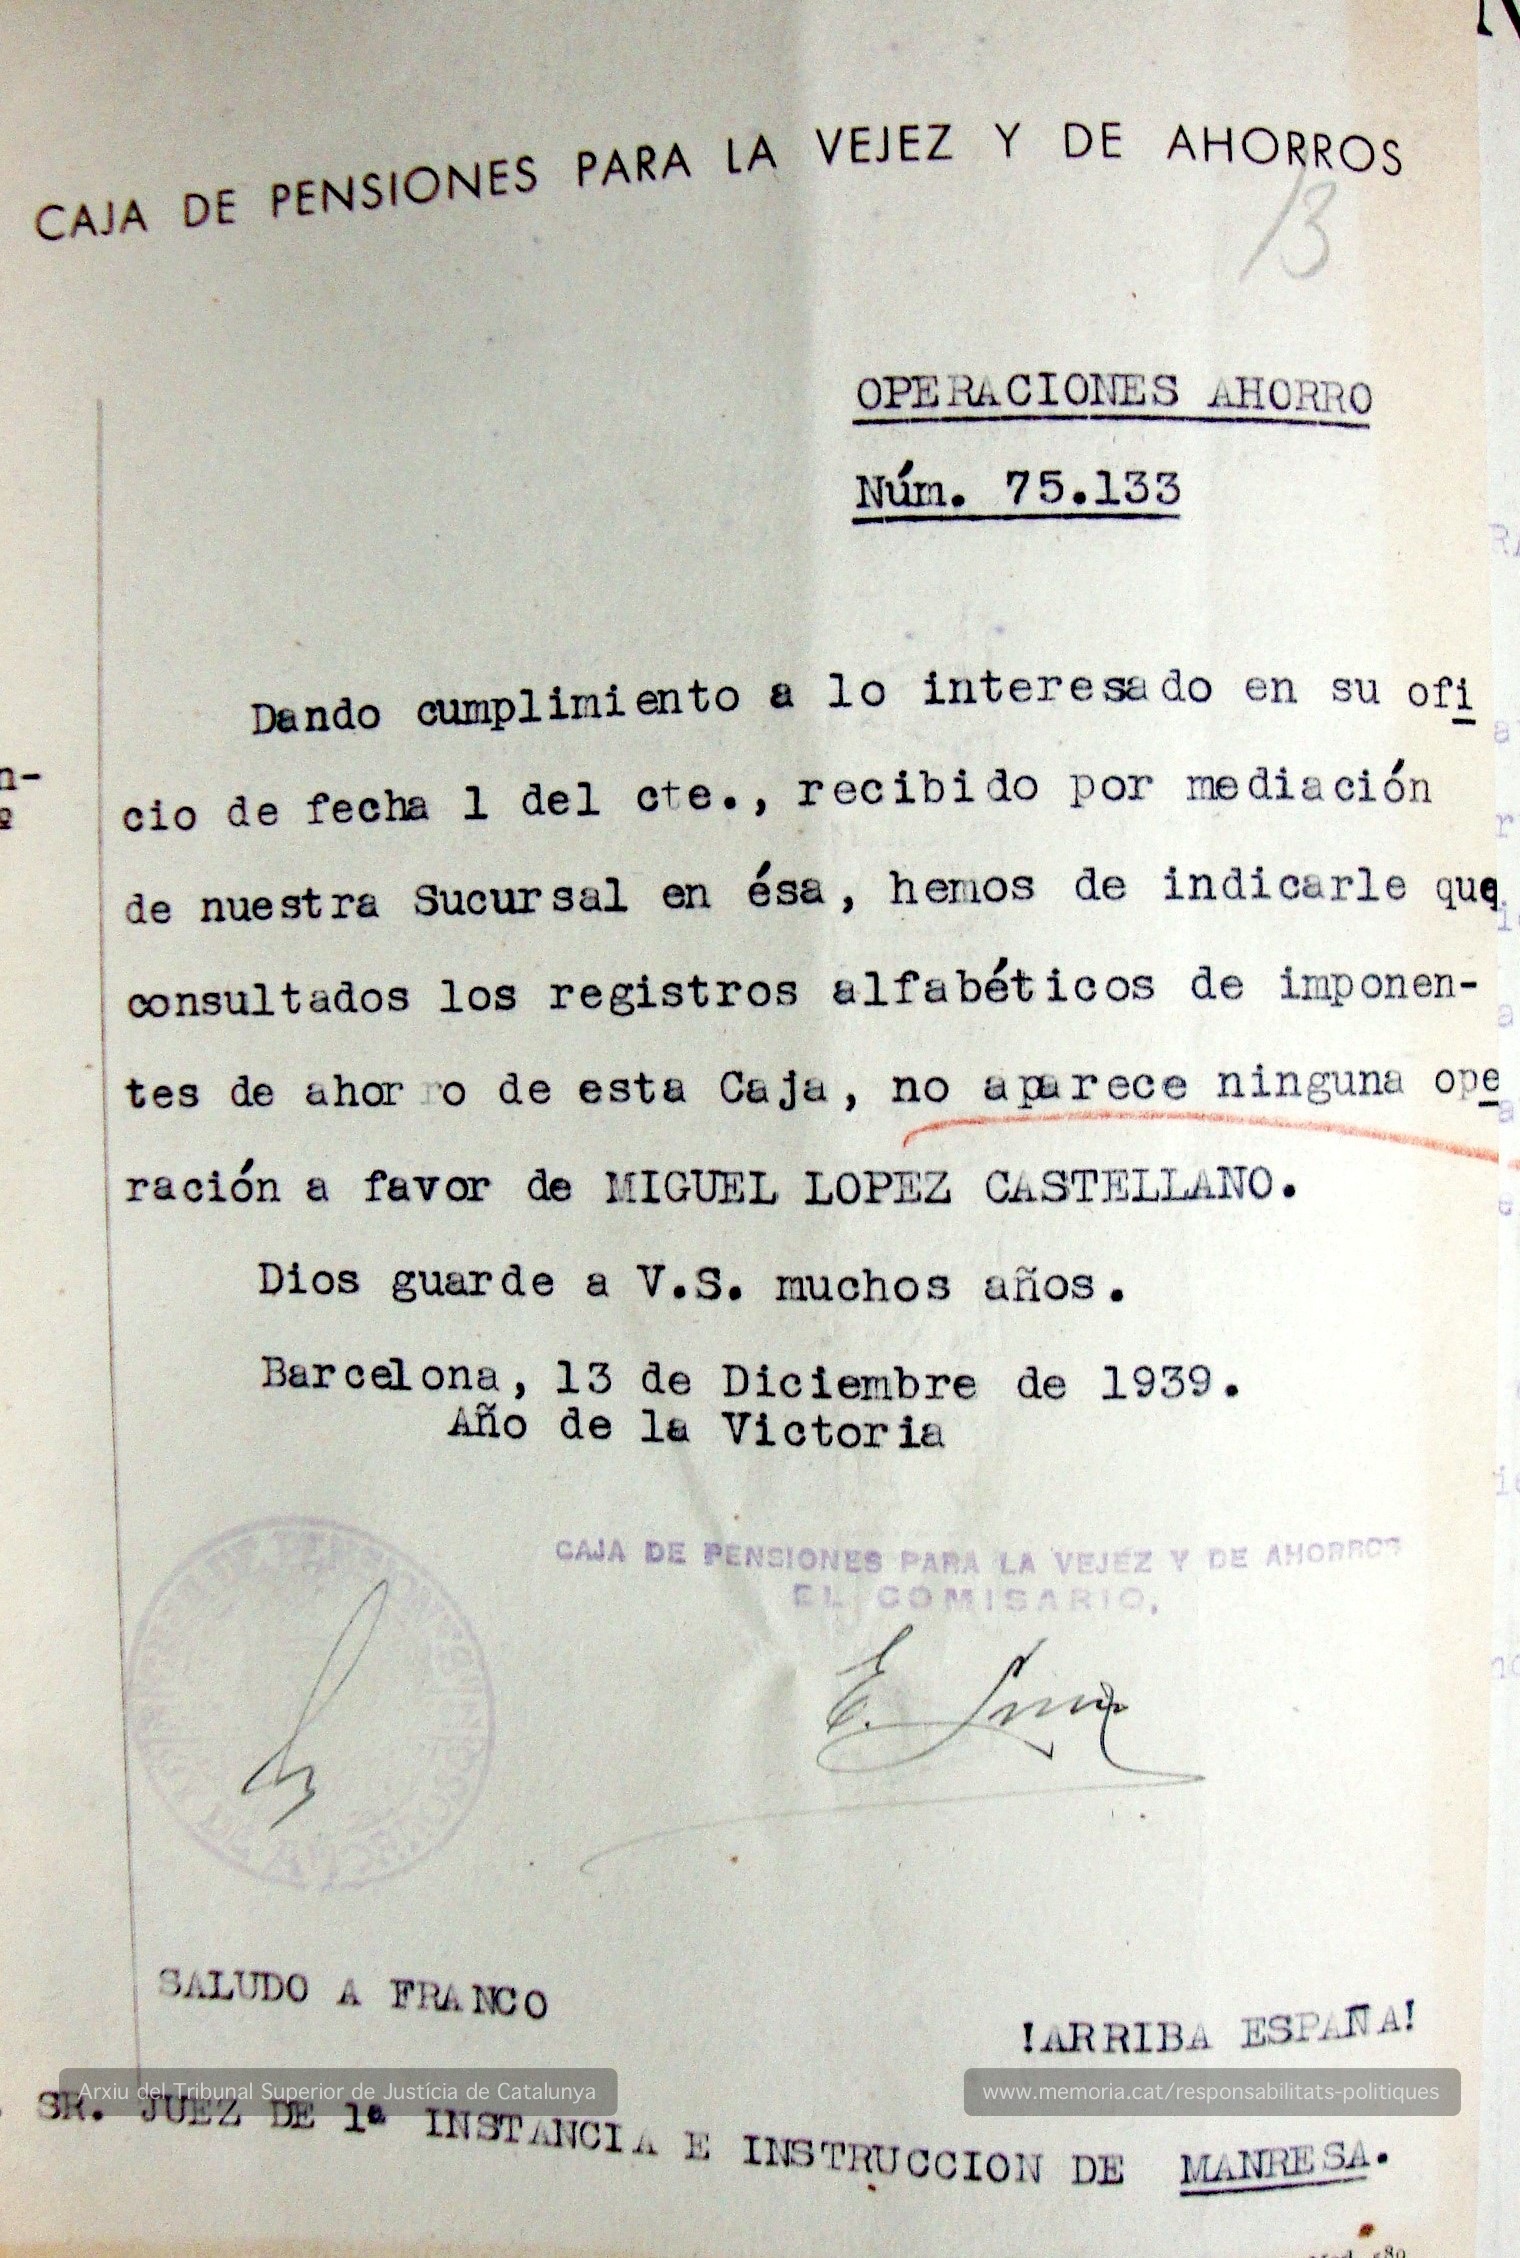 CAJA DE PENSIONES PARA LA VEJEZ Y DE AHORROS
13
OPERACIONES AHORRO
Núm. 75.133
Dando cumplimiento a lo interesado en su ofi
cio de fecha 1 del cte., recibido por mediación
de nuestra Sucursal en ésa, hemos de indicarle que
consultados los registros alfabéticos de imponen-
tes de ahorro de esta Caja, no aparece ninguna ope
ración a favor de MIGUEL LOPEZ CASTELLANO.
Dios guarde a V.S. muchos años.
Barcelona, 13 de Diciembre de 1939.
Año de la Victoria
CAJA DE PENSIONES PARA LA VEJEZ Y DE AHORROS
EL COMISARIO,
SALUDO A FRANCO
!ARRIBA ESPAÑA!
Arxiu del Tribunal Superior de Justícia de Catalunya
www.memoria.cat/responsabilitats-politiques
SR. JUEZ DE 1ª INSTANCIA E INSTRUCCION DE MANRESA.